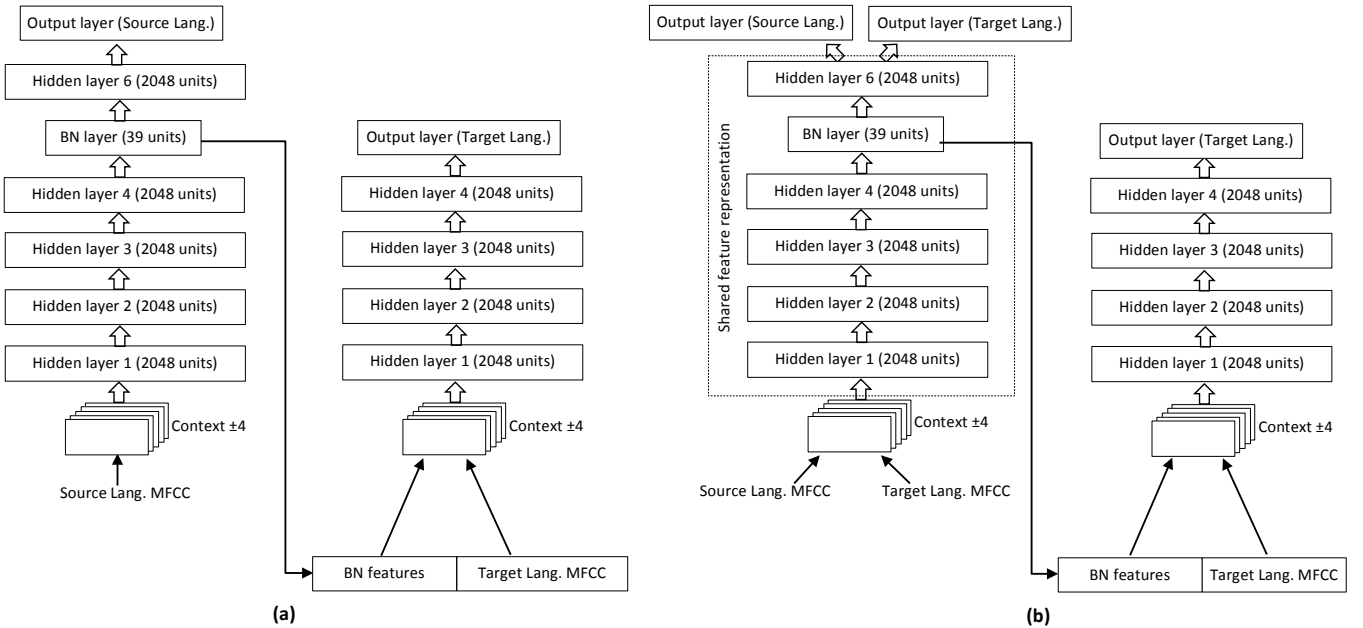 Output layer (Source Lang.)
Hidden layer 6 (2048 units)
BN layer (39 units)
Hidden layer 4 (2048 units)
Hidden layer 3 (2048 units)
Hidden layer 2 (2048 units)
Hidden layer 1 (2048 units)
Context ±4
Source Lang. MFCC
Output layer (Target Lang.)
Hidden layer 4 (2048 units)
Hidden layer 3 (2048 units)
Hidden layer 2 (2048 units)
Hidden layer 1 (2048 units)
Context ±4
BN features
Target Lang. MFCC
(a)
Output layer (Source Lang.)
Output layer (Target Lang.)
Shared feature representation
Hidden layer 6 (2048 units)
BN layer (39 units)
Hidden layer 4 (2048 units)
Hidden layer 3 (2048 units)
Hidden layer 2 (2048 units)
Hidden layer 1 (2048 units)
Context ±4
Source Lang. MFCC
Target Lang. MFCC
Output layer (Target Lang.)
Hidden layer 4 (2048 units)
Hidden layer 3 (2048 units)
Hidden layer 2 (2048 units)
Hidden layer 1 (2048 units)
Context ±4
BN features
Target Lang. MFCC
(b)